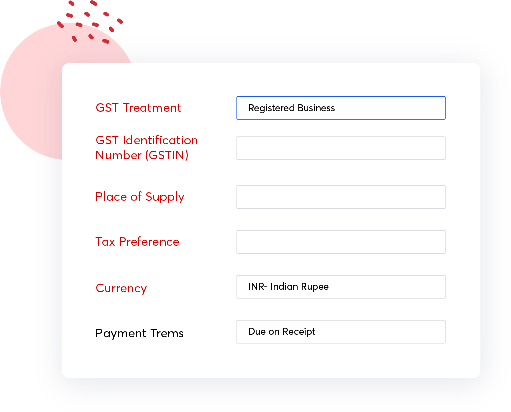 GST Treatment
Registered Business
GST Identification
Number (GSTIN)
Place of Supply
Tax Preference
Currency
INR- Indian Rupee
Payment Trems
Due on Receipt